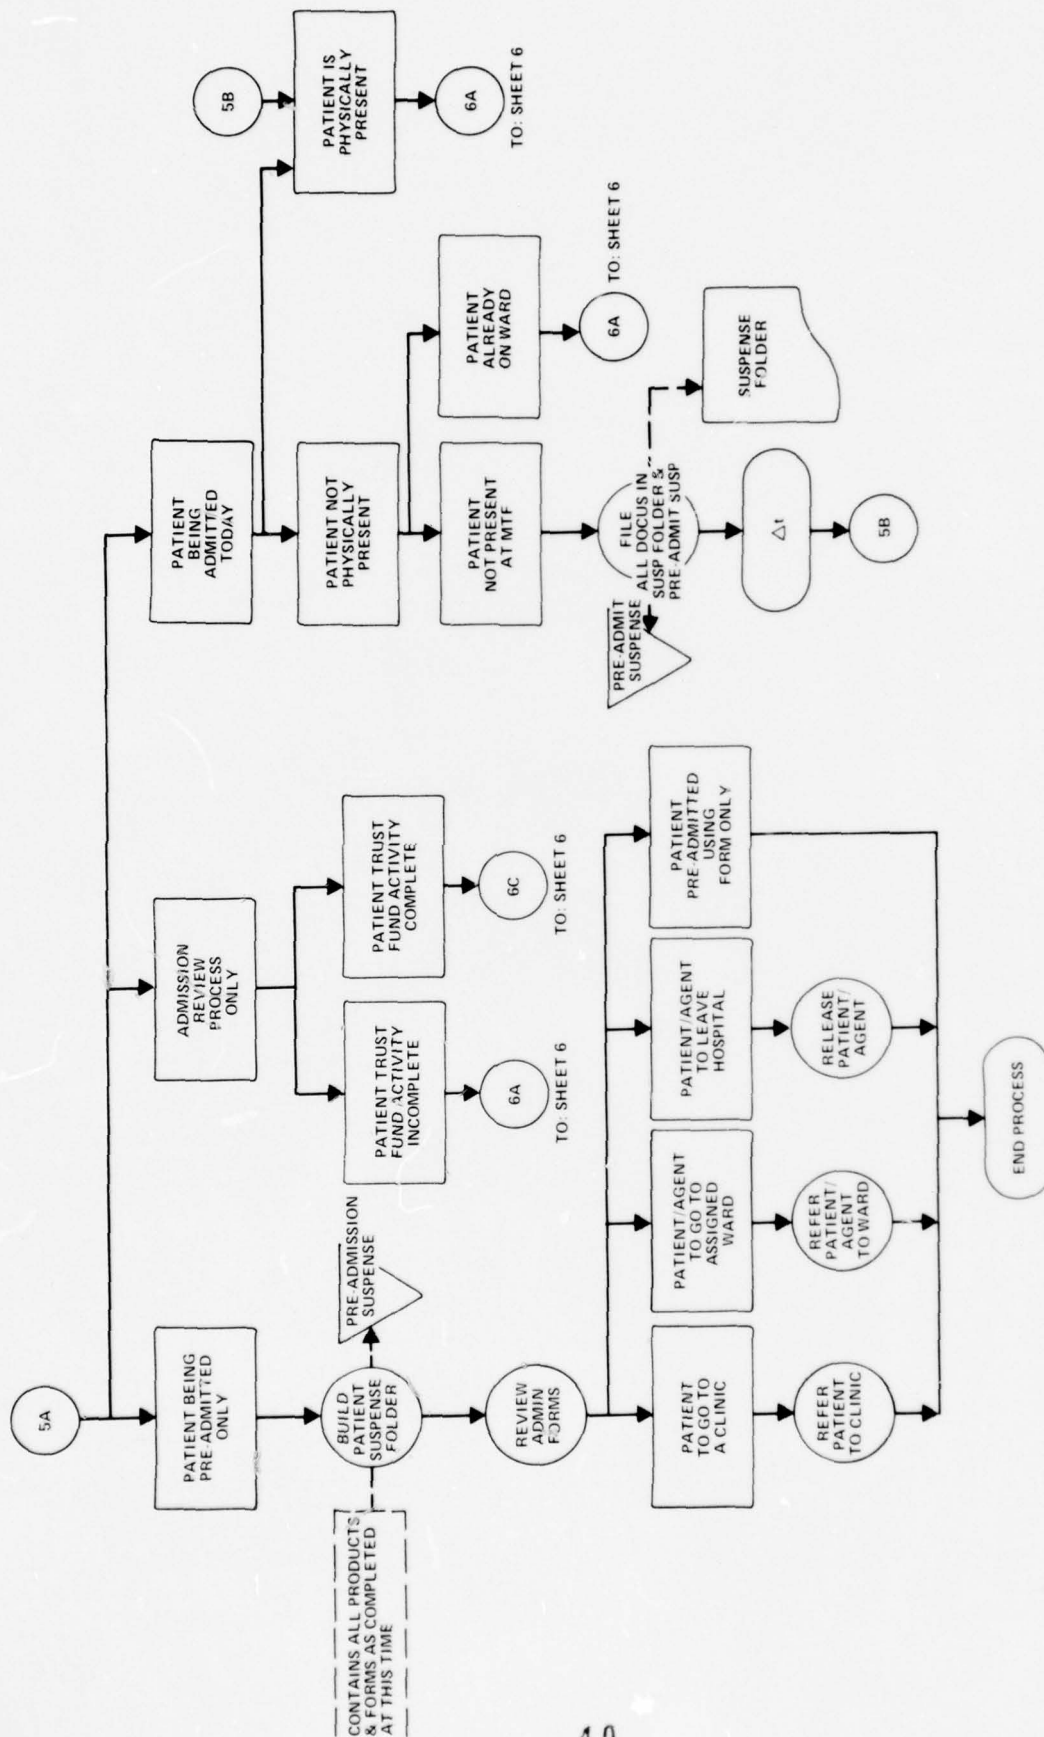 5A
PATIENT BEING
PRE-ADMITTED
ONLY
ADMISSION
REVIEW
PROCESS
ONLY
PATIENT
BEING
ADMITTED
TODAY
5B
PATIENT IS
PHYSICALLY
PRESENT
6A
TO: SHEET 6
CONTAINS ALL PRODUCTS
& FORMS AS COMPLETED
AT THIS TIME
BUILD
PATIENT
SUSPENSE
FOLDER
PRE-ADMISSION
SUSPENSE
PATIENT TRUST
FUND ACTIVITY
INCOMPLETE
6A
TO: SHEET 6
PATIENT TRUST
FUND ACTIVITY
COMPLETE
6C
TO: SHEET 6
PATIENT NOT
PHYSICALLY
PRESENT
PATIENT
NOT PRESENT
AT MTF
PATIENT
ALREADY
ON WARD
6A
TO: SHEET 6
PRE-ADMIT
SUSPENSE
FILE
ALL DOCUS IN
SUSP FOLDER &
PRE-ADMIT SUSP
SUSPENSE
FOLDER
Δt
5B
REVIEW
ADMIN
FORMS
PATIENT
TO GO TO
A CLINIC
PATIENT/AGENT
TO GO TO
ASSIGNED
WARD
PATIENT/AGENT
TO LEAVE
HOSPITAL
PATIENT
PRE-ADMITTED
USING
FORM ONLY
REFER
PATIENT
TO CLINIC
REFER
PATIENT/
AGENT
TO WARD
RELEASE
PATIENT/
AGENT
END PROCESS